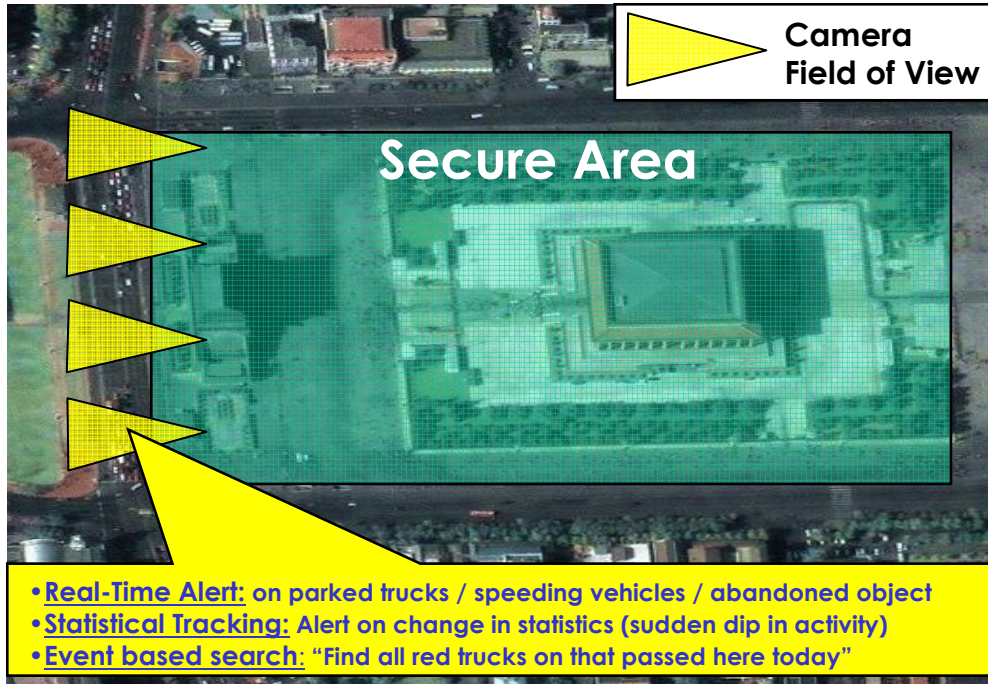 Camera
Field of View
Secure Area
•Real-Time Alert: on parked trucks / speeding vehicles / abandoned object
•Statistical Tracking: Alert on change in statistics (sudden dip in activity)
•Event based search: “Find all red trucks on that passed here today”